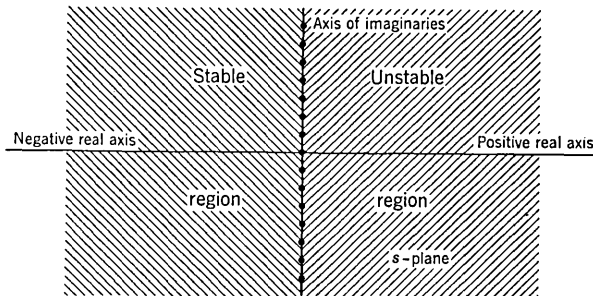 Axis of imaginaries
Stable
Unstable
Negative real axis
Positive real axis
region
region
s-plane